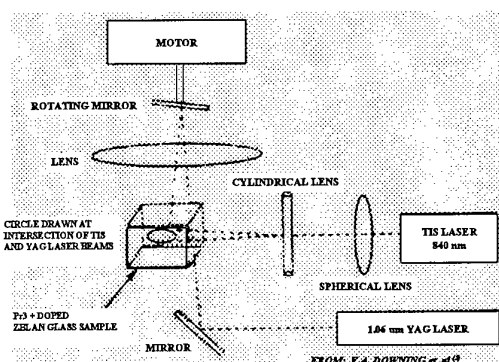 MOTOR
ROTATING MIRROR
LENS
CYLINDRICAL LENS
CIRCLE DRAWN AT
INTERSECTION OF TIS
AND YAG LASER BEAMS
TIS LASER
840 nm
SPHERICAL LENS
Pr3 + DOPED
ZBLAN GLASS SAMPLE
MIRROR
1.06 um YAG LASER
FROM: E.A. DOWNING et al